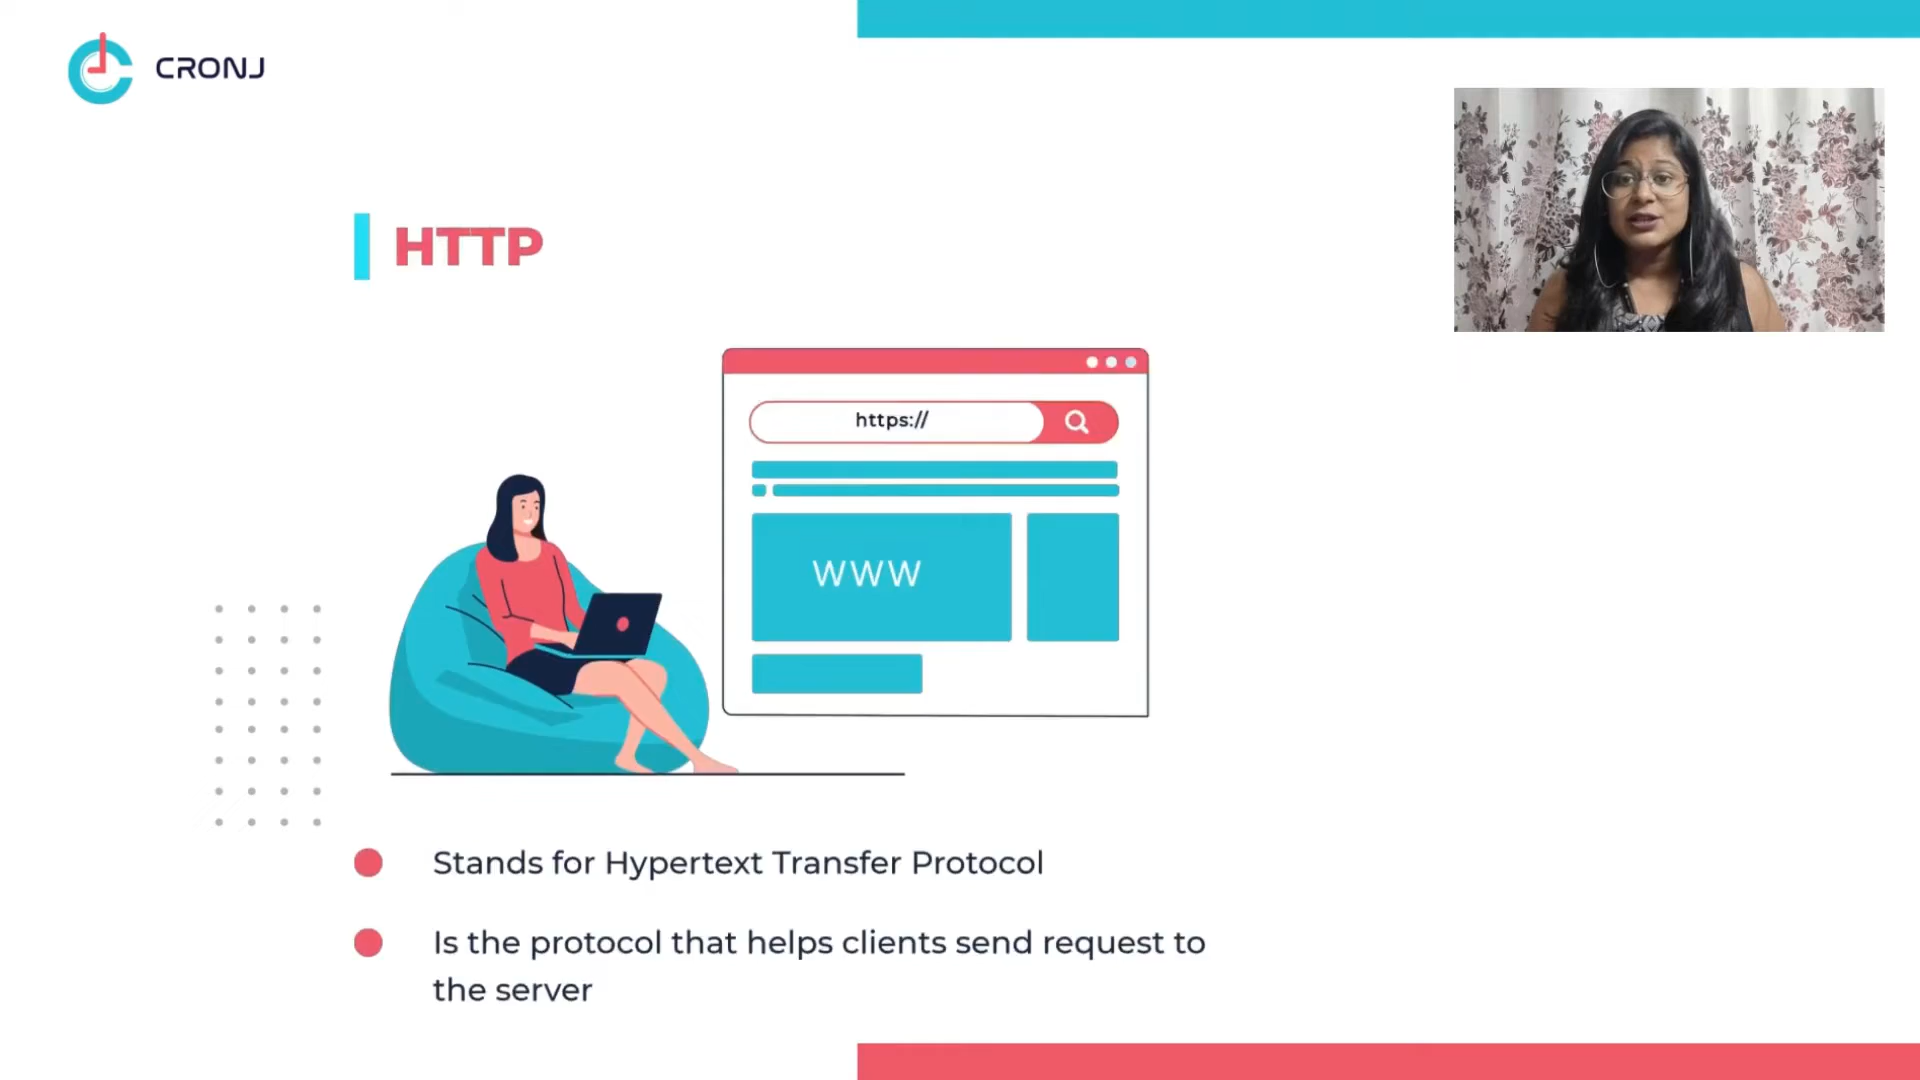 CRONJ
HTTP
https://
WWW
Stands for Hypertext Transfer Protocol
Is the protocol that helps clients send request to
the server